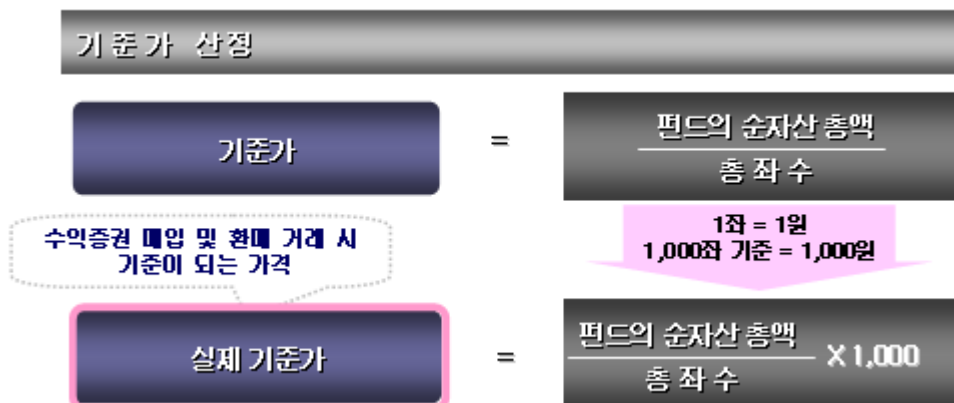 기준가 산정
기준가
=
펀드의 순자산 총액
총 좌 수
수익증권 매입 및 환매 거래 시
기준이 되는 가격
1좌 = 1원
1,000좌 기준 = 1,000원
실제 기준가
=
펀드의 순자산 총액
총 좌 수
X 1,000